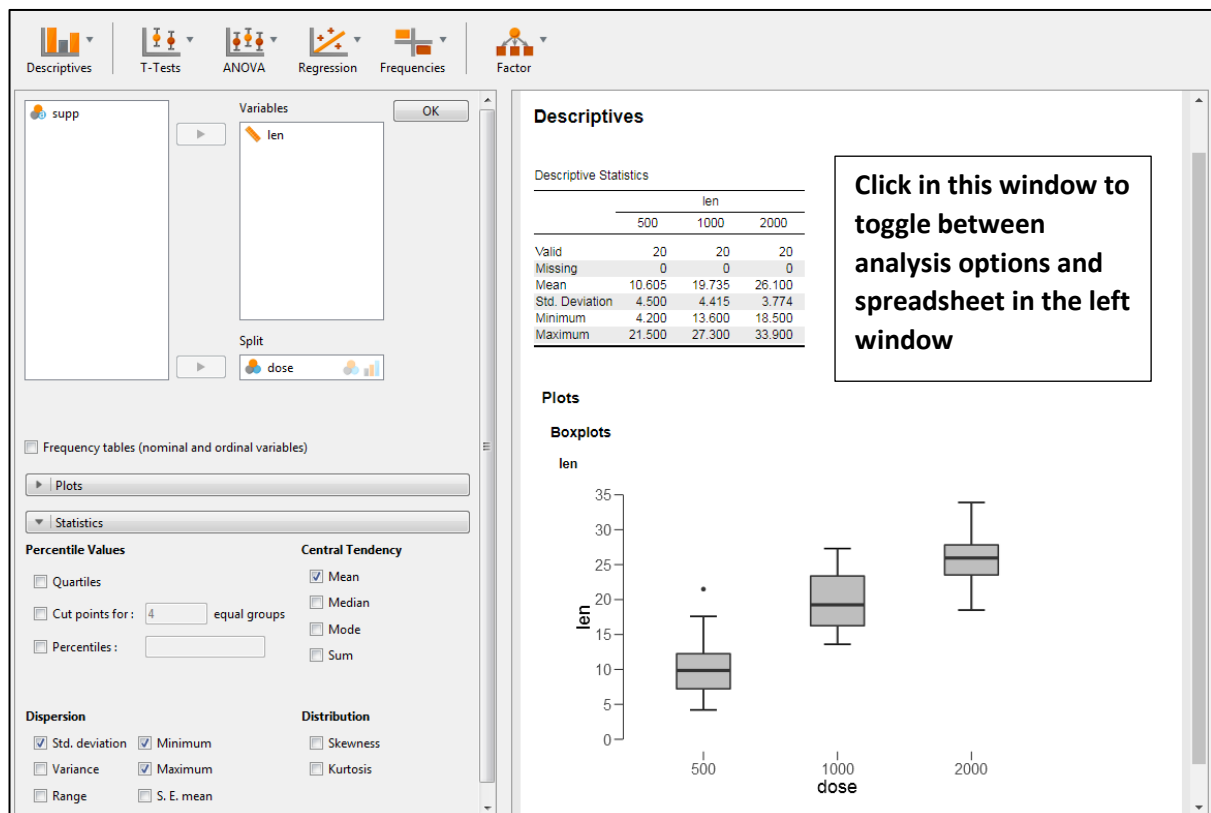 Descriptives T-Tests ANOVA Regression Frequencies Factor
supp
Variables
OK
len
Split
dose
Frequency tables (nominal and ordinal variables)
Plots
Statistics
Percentile Values Central Tendency
Quartiles Mean
Cut points for : 4 equal groups Median
Percentiles : Mode
Sum
Dispersion Distribution
Std. deviation Minimum Skewness
Variance Maximum Kurtosis
Range S. E. mean
Descriptives
Descriptive Statistics
len
500 1000 2000
Valid 20 20 20
Missing 0 0 0
Mean 10.605 19.735 26.100
Std. Deviation 4.500 4.415 3.774
Minimum 4.200 13.600 18.500
Maximum 21.500 27.300 33.900
Click in this window to
toggle between
analysis options and
spreadsheet in the left
window
Plots
Boxplots
len
35
30
25
20
15
10
5
0
len
500 1000 2000
dose